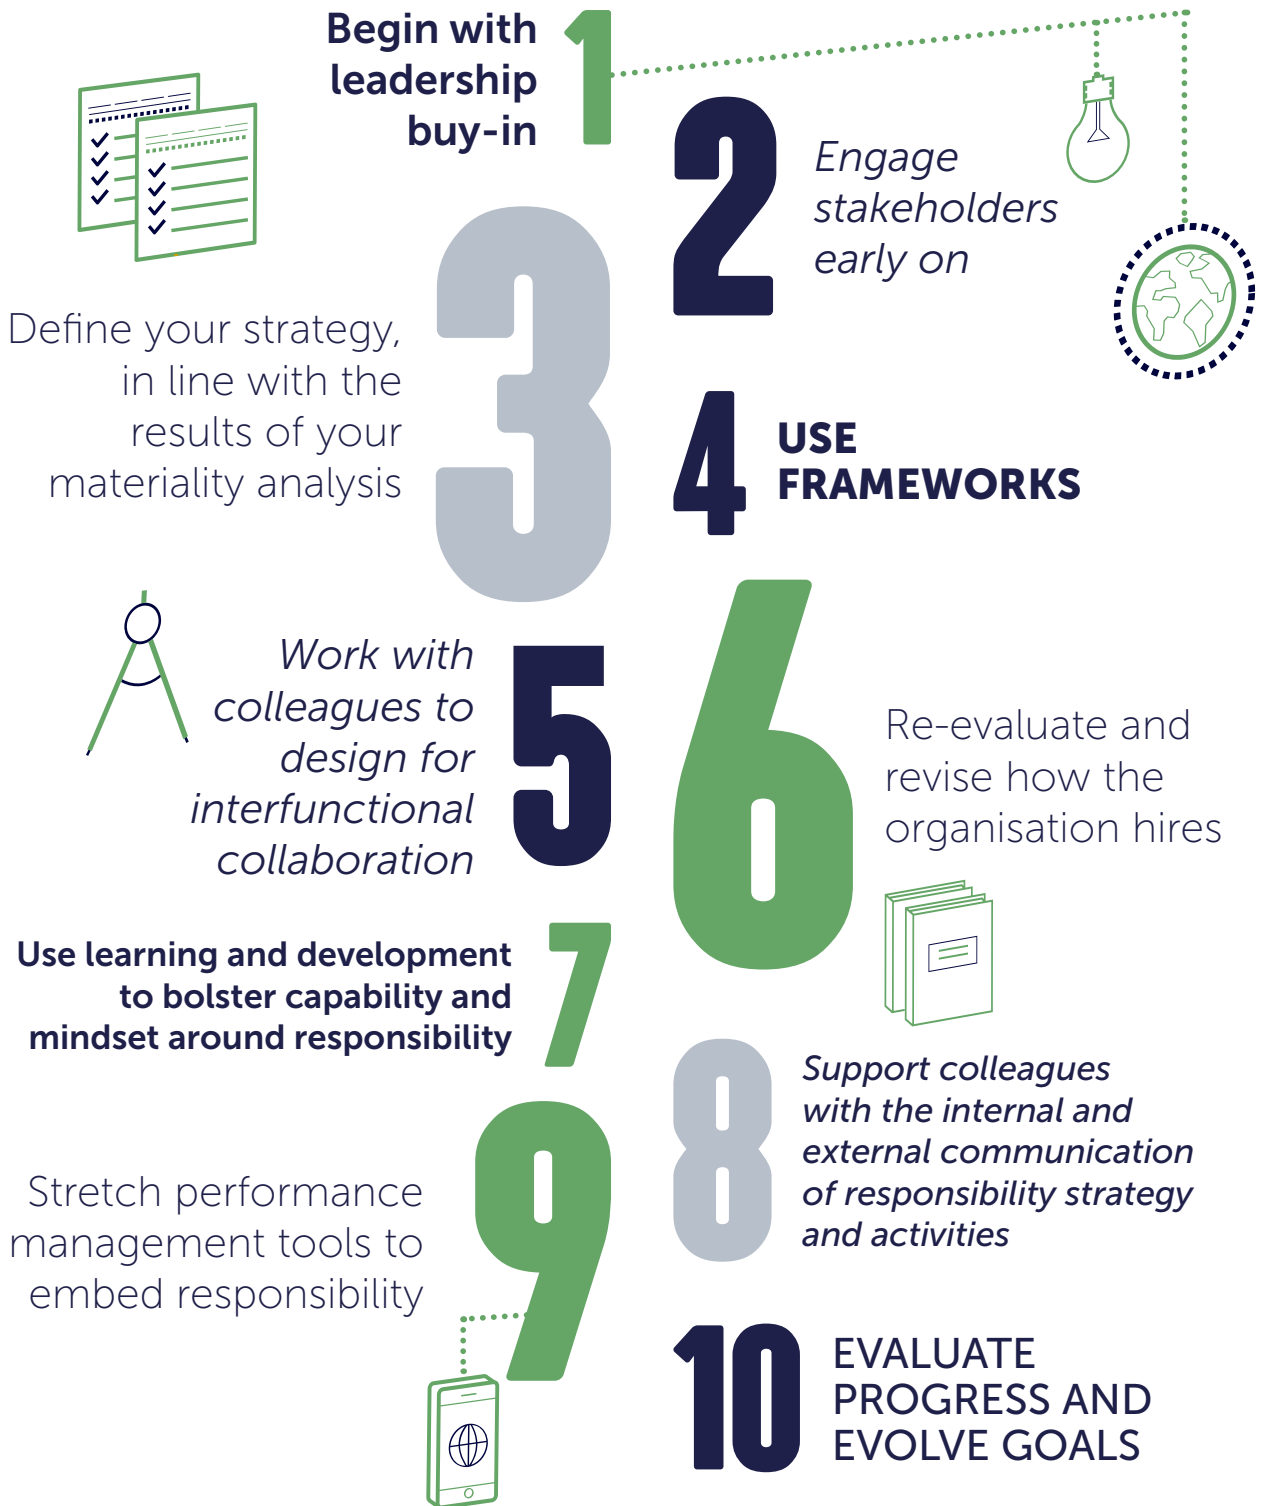 1
Begin with
leadership
buy-in
2
Engage
stakeholders
early on
3
Define your strategy,
in line with the
results of your
materiality analysis
4
USE
FRAMEWORKS
5
Work with
colleagues to
design for
interfunctional
collaboration
6
Re-evaluate and
revise how the
organisation hires
7
Use learning and development
to bolster capability and
mindset around responsibility
8
Support colleagues
with the internal and
external communication
of responsibility strategy
and activities
9
Stretch performance
management tools to
embed responsibility
10
EVALUATE
PROGRESS AND
EVOLVE GOALS